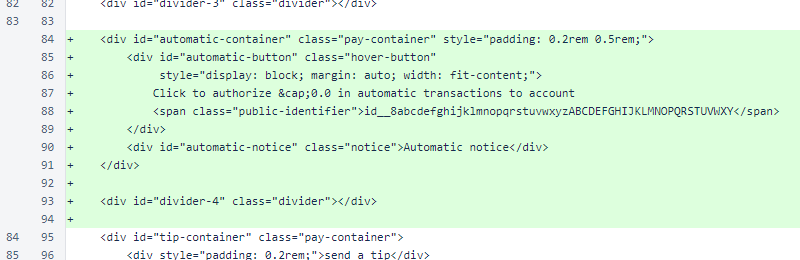 82 82 <div id="divider-3" class="divider"></div>
83 83
84 + <div id="automatic-container" class="pay-container" style="padding: 0.2rem 0.5rem;">
85 + <div id="automatic-button" class="hover-button"
86 + style="display: block; margin: auto; width: fit-content;">
87 + Click to authorize &cap;0.0 in automatic transactions to account
88 + <span class="public-identifier">id__8abcdefghijklmnopqrstuvwxyzABCDEFGHIJKLMNOPQRSTUVWXY</span>
89 + </div>
90 + <div id="automatic-notice" class="notice">Automatic notice</div>
91 + </div>
92 +
93 + <div id="divider-4" class="divider"></div>
94 +
84 95 <div id="tip-container" class="pay-container">
85 96 <div style="padding: 0.2rem;">send a tip</div>